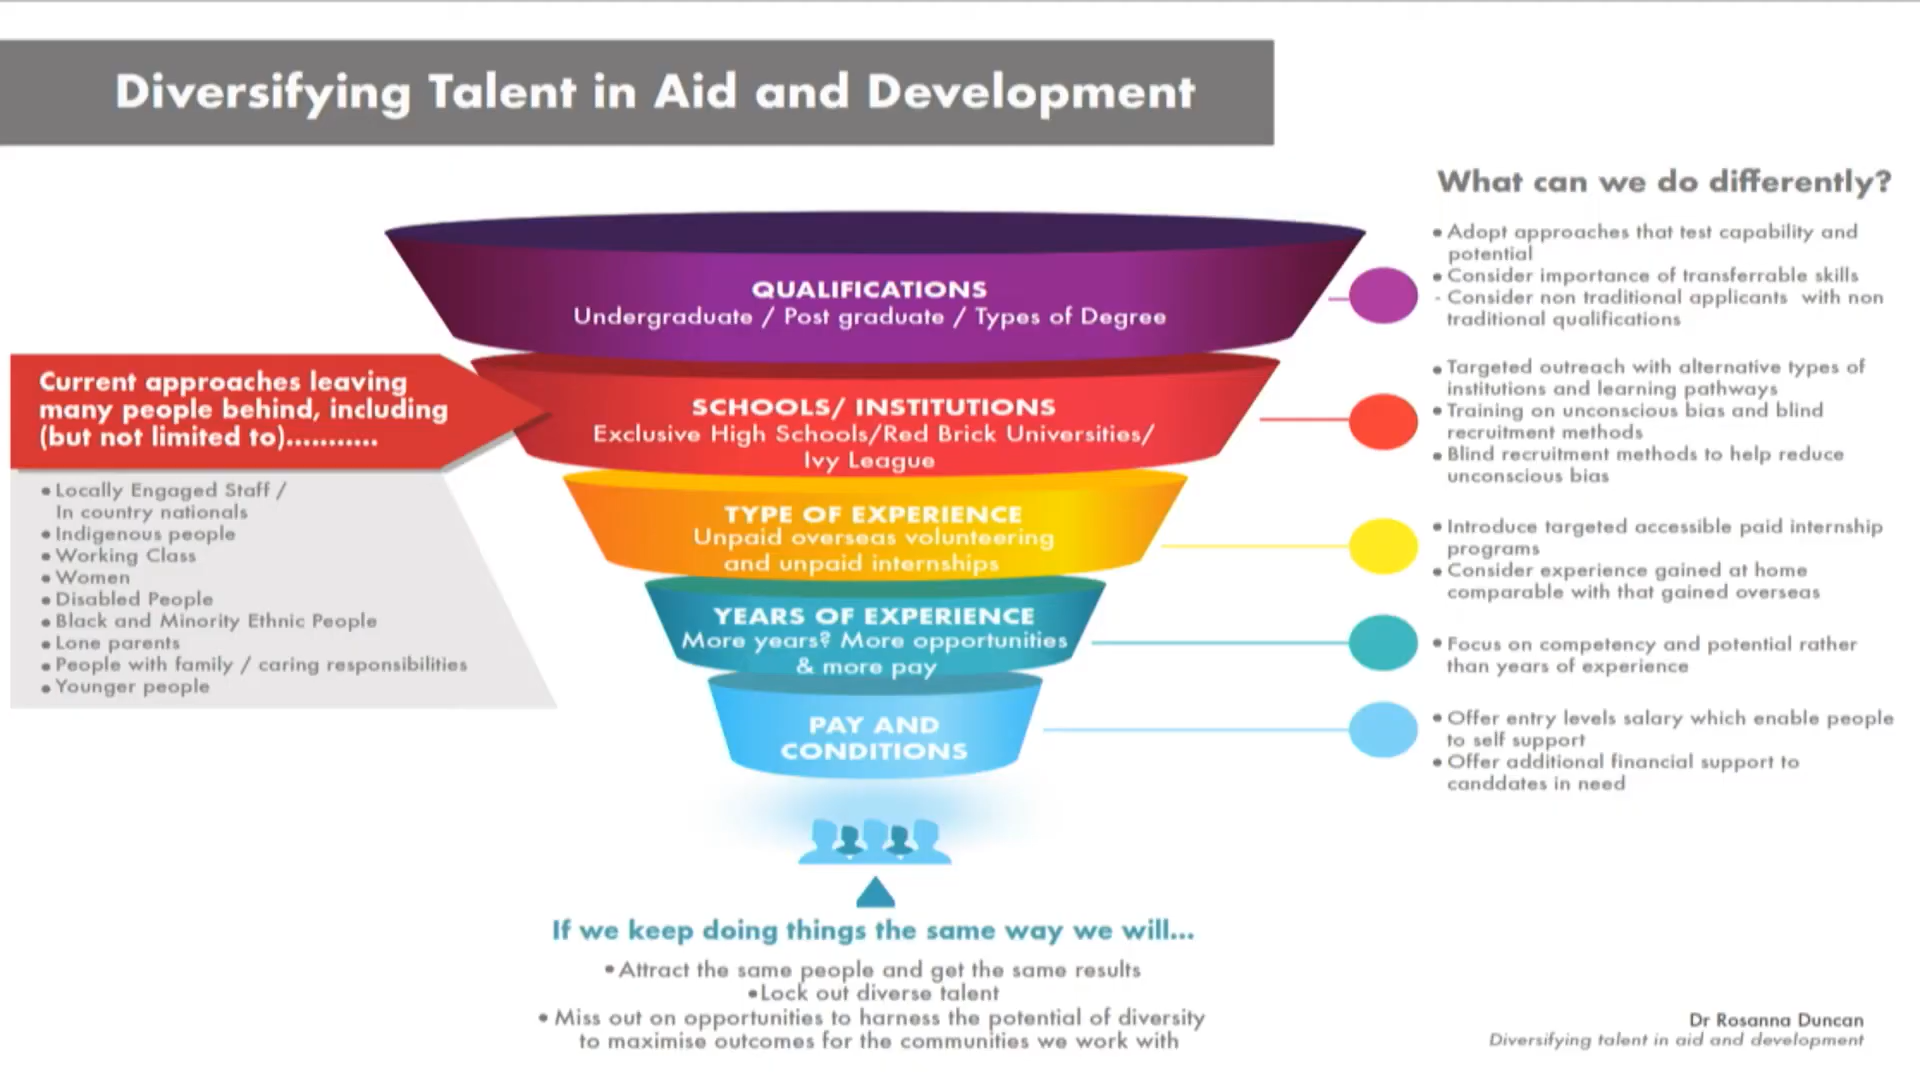 Diversifying Talent in Aid and Development
What can we do differently?
• Adopt approaches that test capability and
potential
• Consider importance of transferrable skills
- Consider non traditional applicants with non
traditional qualifications
• Targeted outreach with alternative types of
institutions and learning pathways
• Training on unconscious bias and blind
recruitment methods
• Blind recruitment methods to help reduce
unconscious bias
• Introduce targeted accessible paid internship
programs
• Consider experience gained at home
comparable with that gained overseas
• Focus on competency and potential rather
than years of experience
• Offer entry levels salary which enable people
to self support
• Offer additional financial support to
canddates in need
QUALIFICATIONS
Undergraduate / Post graduate / Types of Degree
SCHOOLS/ INSTITUTIONS
Exclusive High Schools/Red Brick Universities/
Ivy League
TYPE OF EXPERIENCE
Unpaid overseas volunteering
and unpaid internships
YEARS OF EXPERIENCE
More years? More opportunities
& more pay
PAY AND
CONDITIONS
Current approaches leaving
many people behind, including
(but not limited to)...........
• Locally Engaged Staff /
In country nationals
• Indigenous people
• Working Class
• Women
• Disabled People
• Black and Minority Ethnic People
• Lone parents
• People with family / caring responsibilities
• Younger people
If we keep doing things the same way we will...
• Attract the same people and get the same results
• Lock out diverse talent
• Miss out on opportunities to harness the potential of diversity
to maximise outcomes for the communities we work with
Dr Rosanna Duncan
Diversifying talent in aid and development